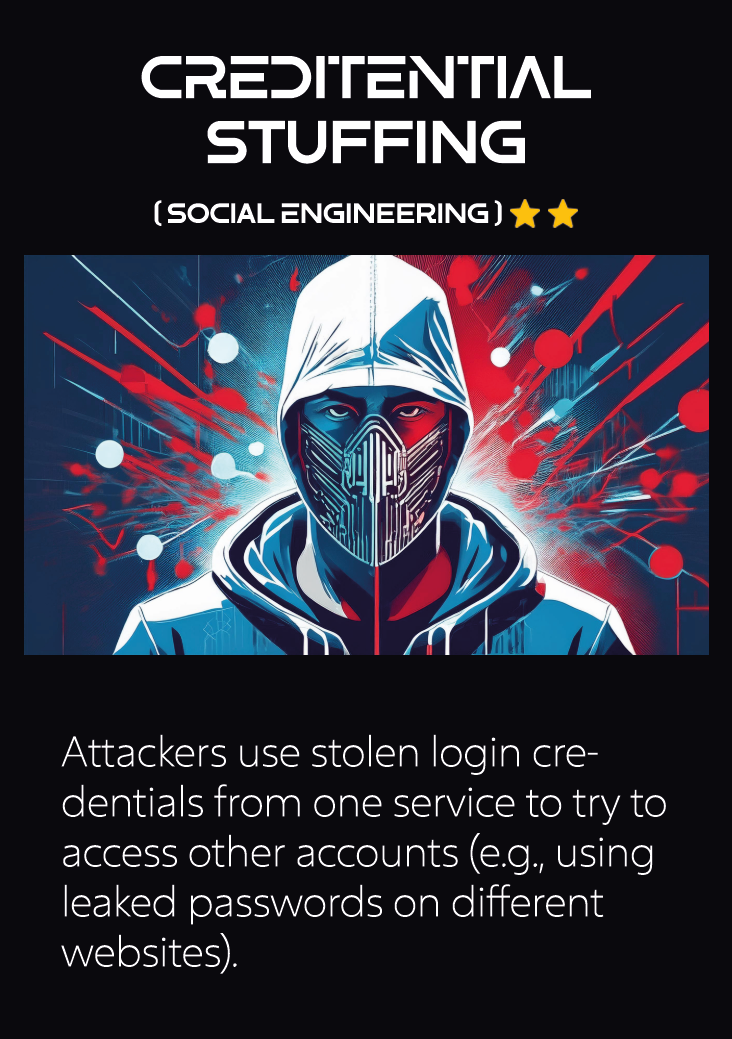 CREDITENTIAL
STUFFING
( SOCIAL ENGINEERING ) ⭐⭐
Attackers use stolen login cre-
dentials from one service to try to
access other accounts (e.g., using
leaked passwords on different
websites).